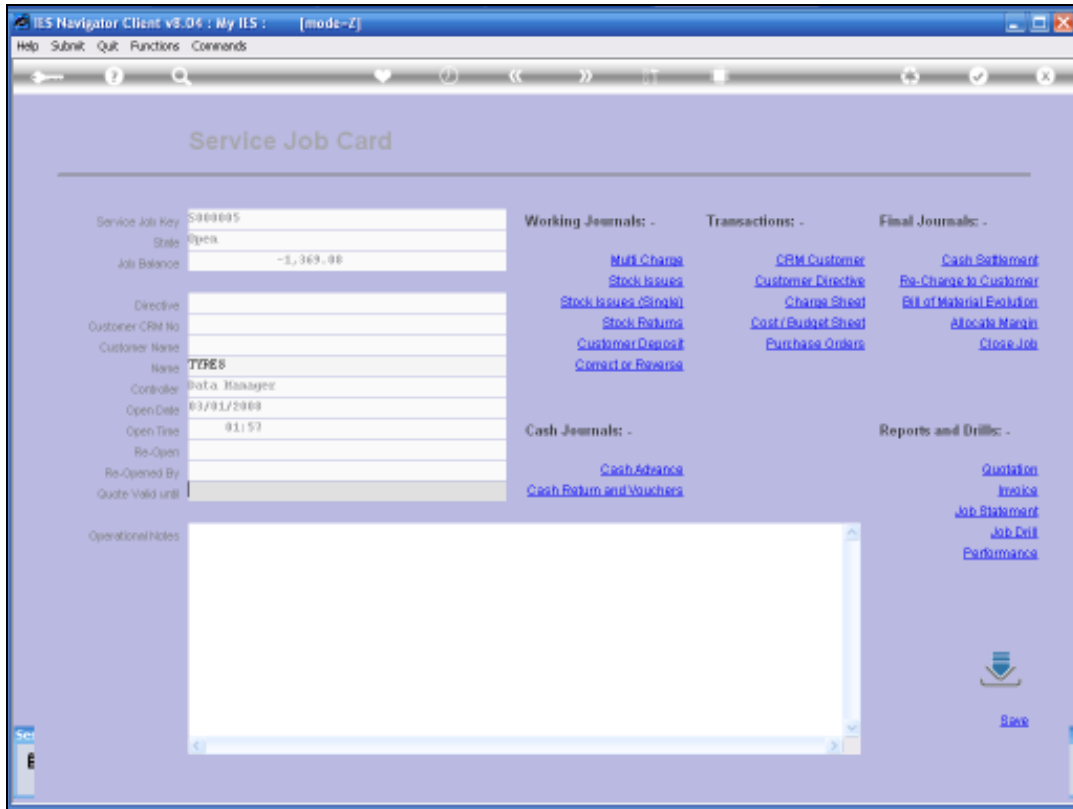 IES Navigator Client v8.04 : My IES : [mode=Z]
Help Submit Quit Functions Commands
Service Job Card
Service Job Key S000005
State Open
Job Balance -1,369.08
Directive
Customer CRM No
Customer Name
Name TYRES
Controller Data Manager
Open Date 03/01/2008
Open Time 01:57
Re-Open
Re-Opened By
Quote Valid until
Operational Notes
Working Journals: -
Multi Charge
Stock Issues
Stock Issues (Single)
Stock Returns
Customer Deposit
Correct or Reverse
Transactions: -
CRM Customer
Customer Directive
Charge Sheet
Cost / Budget Sheet
Purchase Orders
Final Journals: -
Cash Settlement
Re-Charge to Customer
Bill of Material Evolution
Allocate Margin
Close Job
Cash Journals: -
Cash Advance
Cash Return and Vouchers
Reports and Drills: -
Quotation
Invoice
Job Statement
Job Drill
Performance
Save